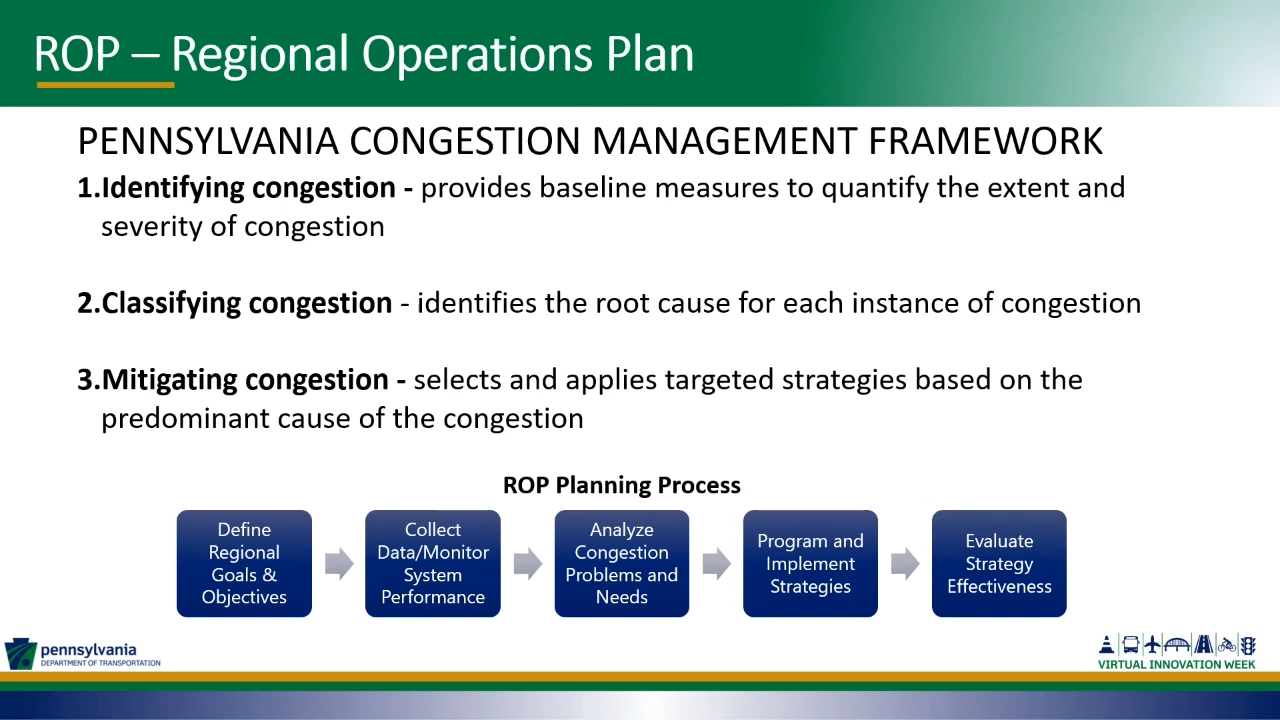 ROP – Regional Operations Plan
PENNSYLVANIA CONGESTION MANAGEMENT FRAMEWORK
1.Identifying congestion - provides baseline measures to quantify the extent and
severity of congestion
2.Classifying congestion - identifies the root cause for each instance of congestion
3.Mitigating congestion - selects and applies targeted strategies based on the
predominant cause of the congestion
ROP Planning Process
Define
Regional
Goals &
Objectives
Collect
Data/Monitor
System
Performance
Analyze
Congestion
Problems and
Needs
Program and
Implement
Strategies
Evaluate
Strategy
Effectiveness
pennsylvania
DEPARTMENT OF TRANSPORTATION
VIRTUAL INNOVATION WEEK